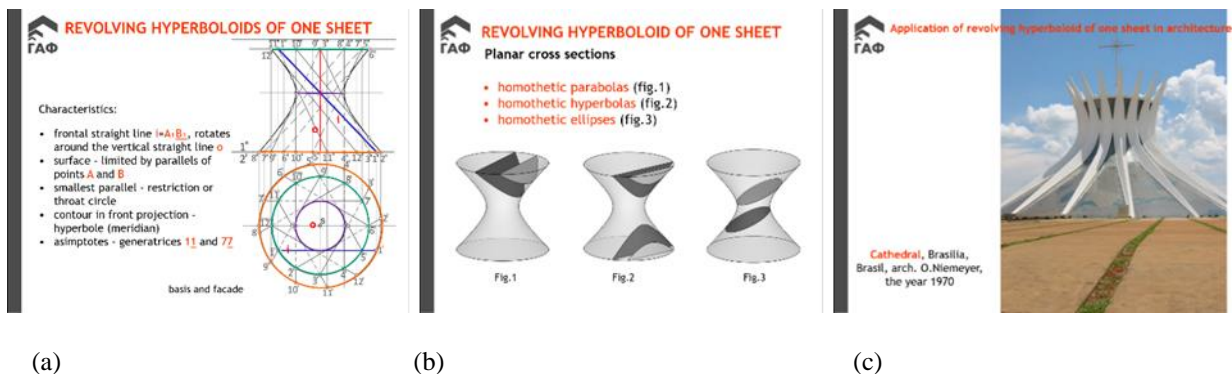 REVOLVING HYPERBOLOIDS OF ONE SHEET
ГАФ
Characteristics:
• frontral straight line
rotates
around the vertical straight line o
• surface - limited by parallels of
points A and B
• smallest parallel - restriction or
throat circle
• contour in front projection -
hyperbole (meridian)
• asimptotes - generatrices 11 and 77
basis and facade
(a)
REVOLVING HYPERBOLOID OF ONE SHEET
ГАФ
Planar cross sections
• homothetic parabolas (fig.1)
• homothetic hyperbolas (fig.2)
• homothetic ellipses (fig.3)
Fig.1
Fig.2
Fig.3
(b)
Application of revolving hyperboloid of one sheet in architecture
ГАФ
Cathedral, Brasilia,
Brasil, arch. O.Niemeyer,
the year 1970
(c)